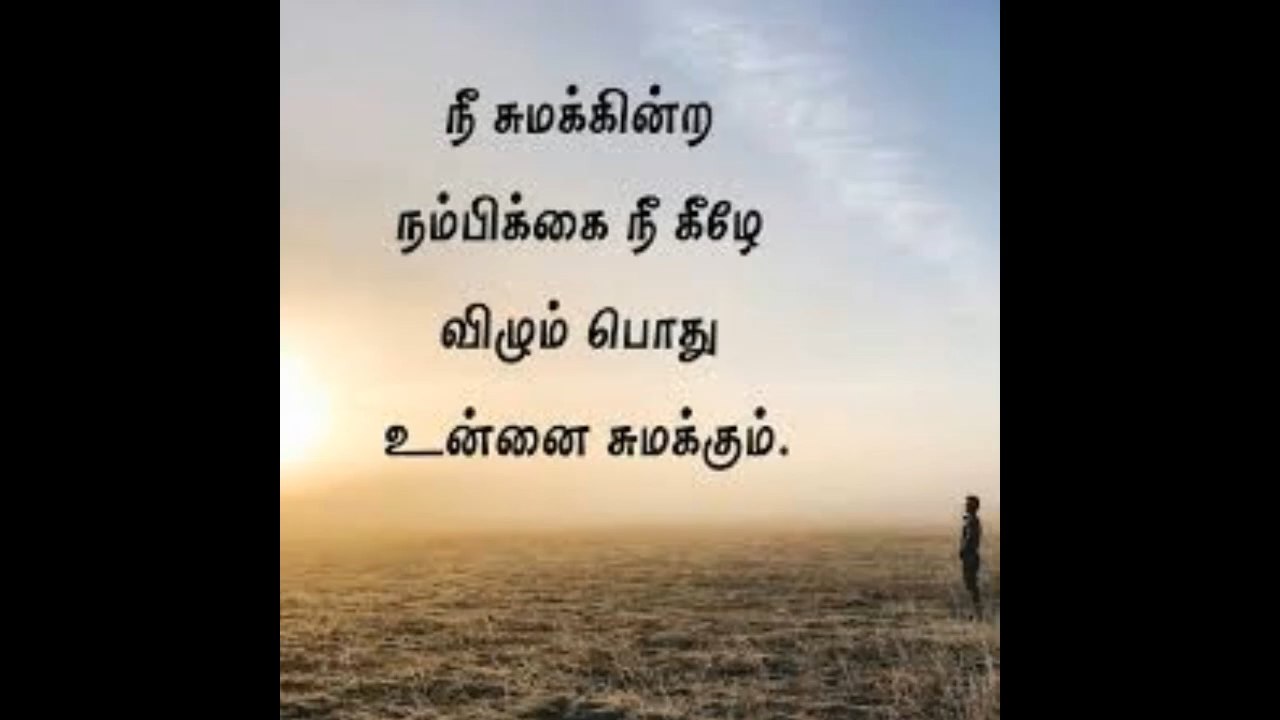 நீ சுமக்கின்ற
நம்பிக்கை நீ கீழே
விழும் பொது
உன்னை சுமக்கும்.